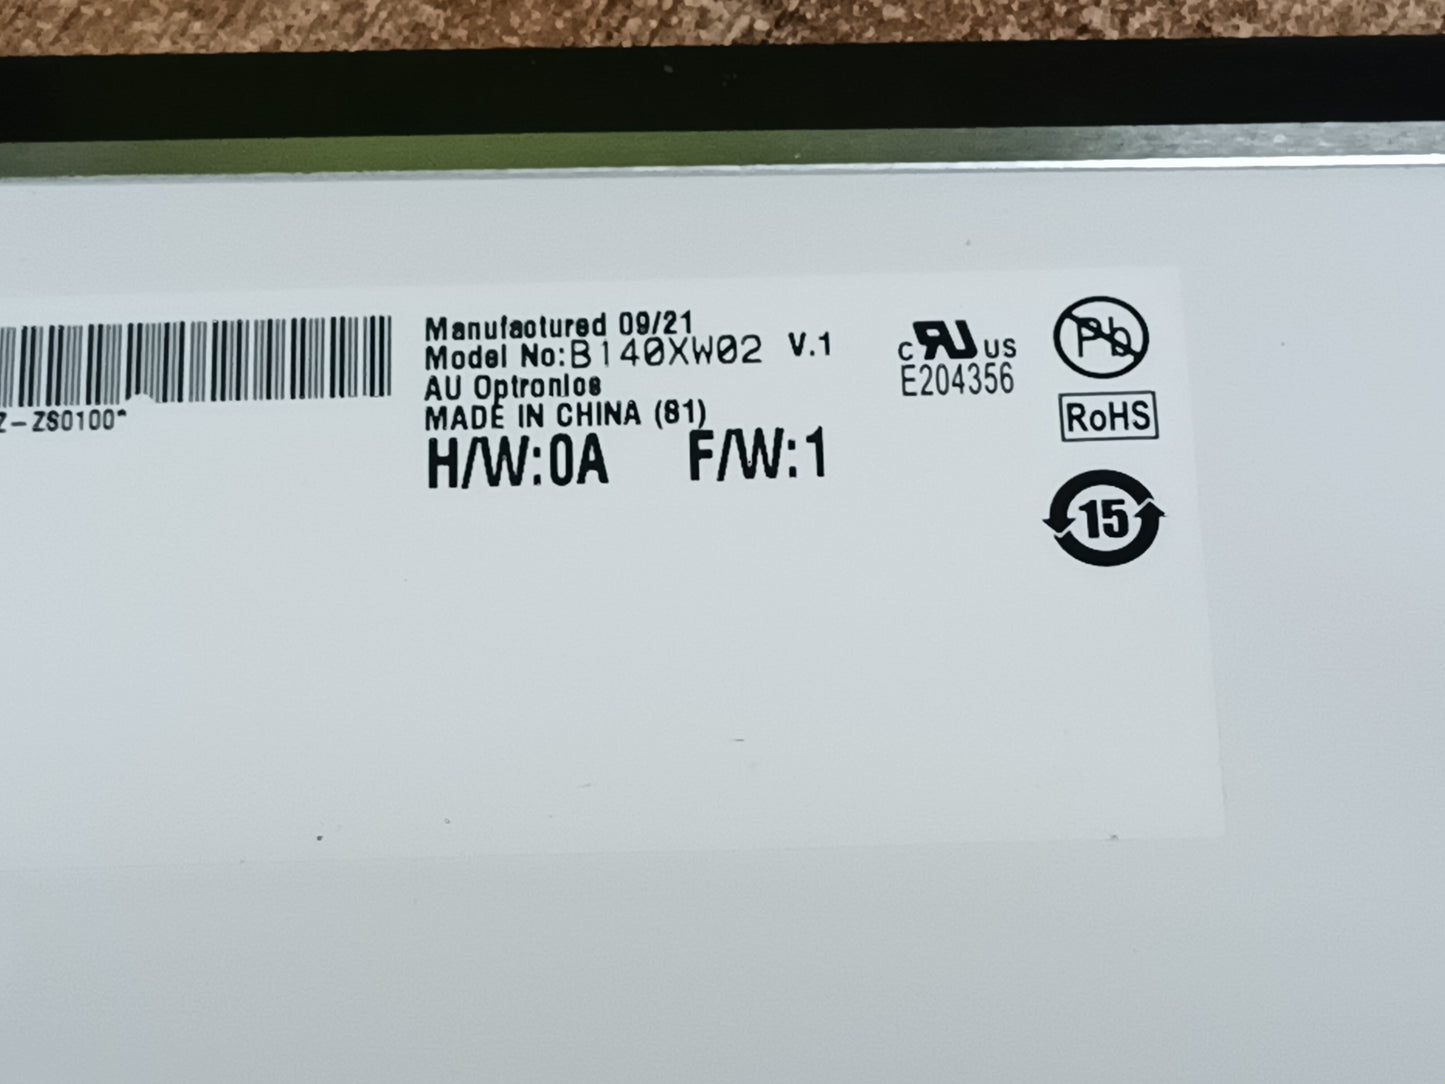 Z-ZS0100*
Manufactured 09/21
Model No:B140XW02 V.1
AU Optronics
MADE IN CHINA (81)
H/W:0A F/W:1
c RU US
E204356
Pb
RoHS
15